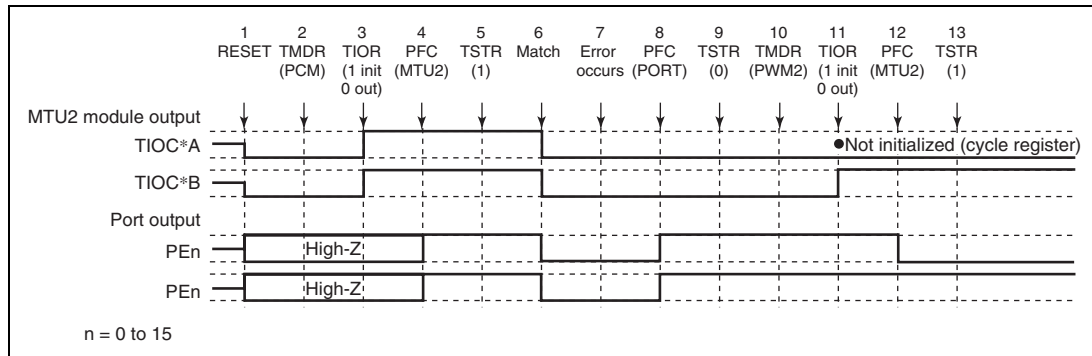 1 2 3 4 5 6 7 8 9 10 11 12 13
RESET TMDR TIOR PFC TSTR Match Error PFC TSTR TMDR TIOR PFC TSTR
(PCM) (1 init (MTU2) (1) occurs (PORT) (0) (PWM2) (1 init (MTU2) (1)
0 out) 0 out)
MTU2 module output
TIOC*A ●Not initialized (cycle register)
TIOC*B
Port output
PEn High-Z
PEn High-Z
n = 0 to 15